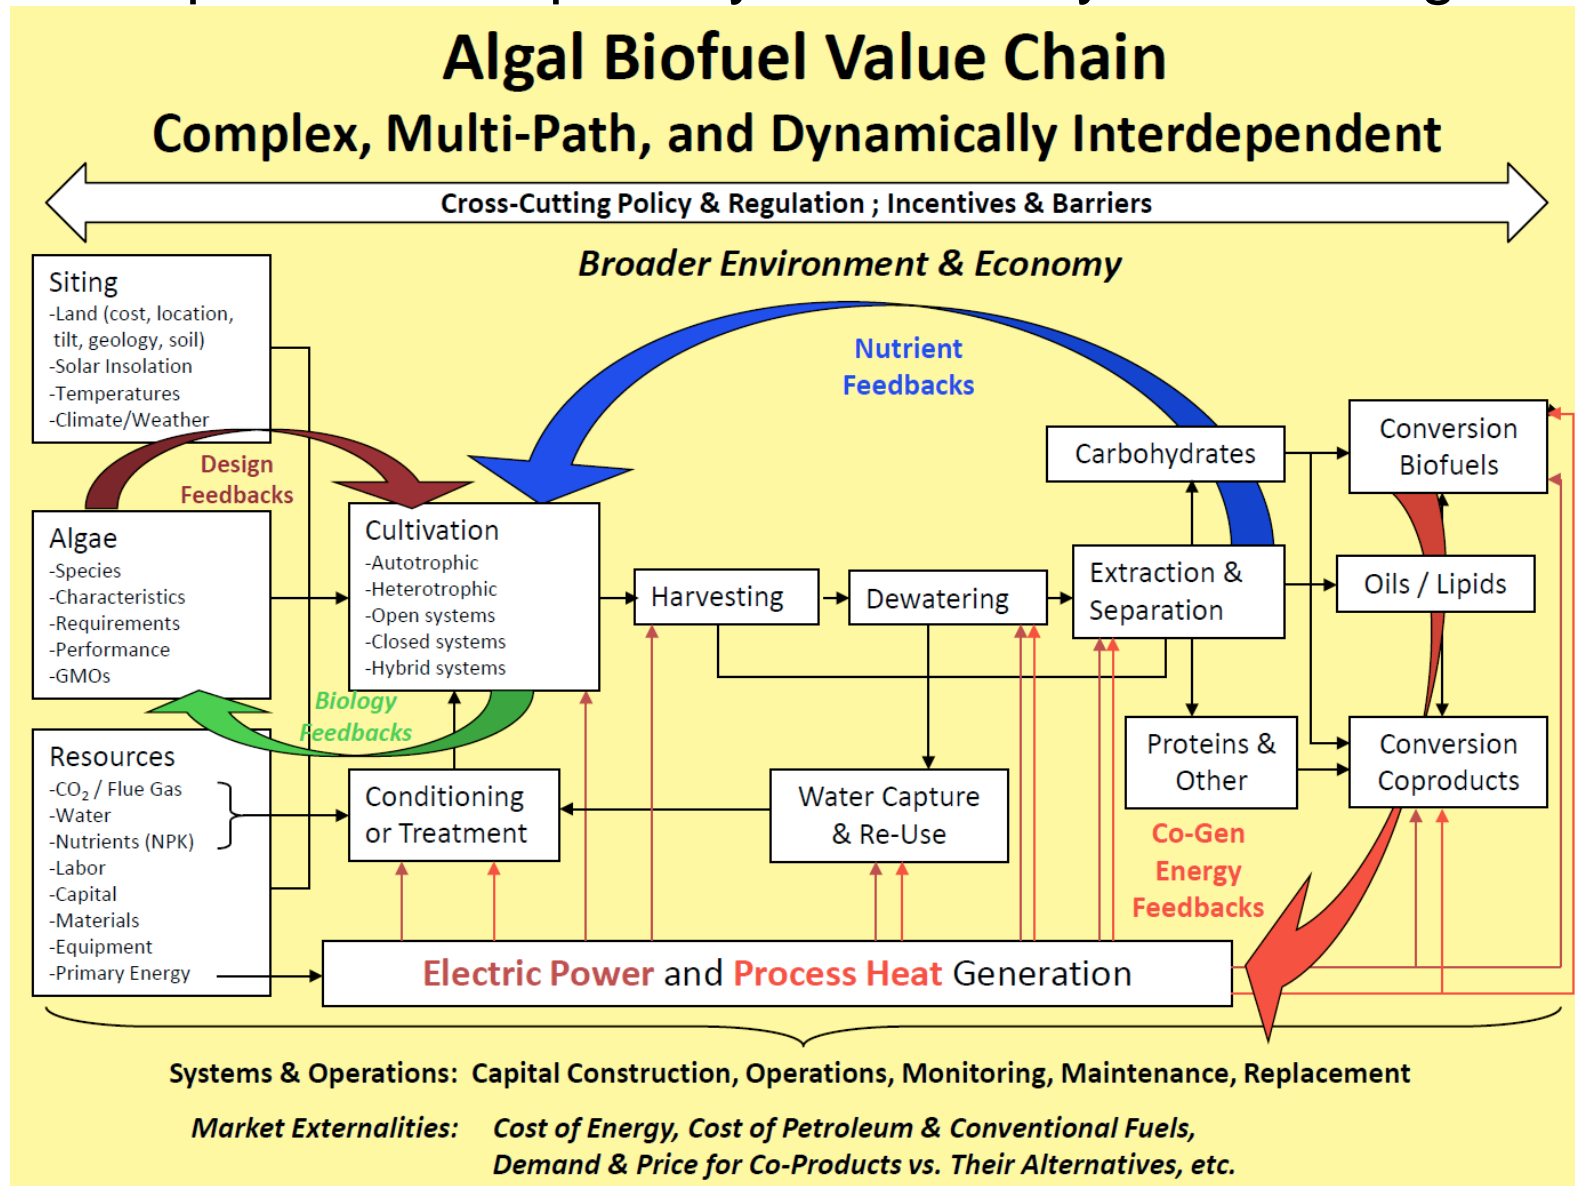 Algal Biofuel Value Chain
Complex, Multi-Path, and Dynamically Interdependent
Cross-Cutting Policy & Regulation ; Incentives & Barriers
Broader Environment & Economy
Siting
-Land (cost, location,
tilt, geology, soil)
-Solar Insolation
-Temperatures
-Climate/Weather
Design
Feedbacks
Nutrient
Feedbacks
Algae
-Species
-Characteristics
-Requirements
-Performance
-GMOs
Cultivation
-Autotrophic
-Heterotrophic
-Open systems
-Closed systems
-Hybrid systems
Biology
Feedbacks
Harvesting
Dewatering
Extraction &
Separation
Carbohydrates
Conversion
Biofuels
Oils / Lipids
Proteins &
Other
Conversion
Coproducts
Resources
-CO₂ / Flue Gas
-Water
-Nutrients (NPK)
-Labor
-Capital
-Materials
-Equipment
-Primary Energy
Conditioning
or Treatment
Water Capture
& Re-Use
Co-Gen
Energy
Feedbacks
Electric Power and Process Heat Generation
Systems & Operations: Capital Construction, Operations, Monitoring, Maintenance, Replacement
Market Externalities: Cost of Energy, Cost of Petroleum & Conventional Fuels,
Demand & Price for Co-Products vs. Their Alternatives, etc.